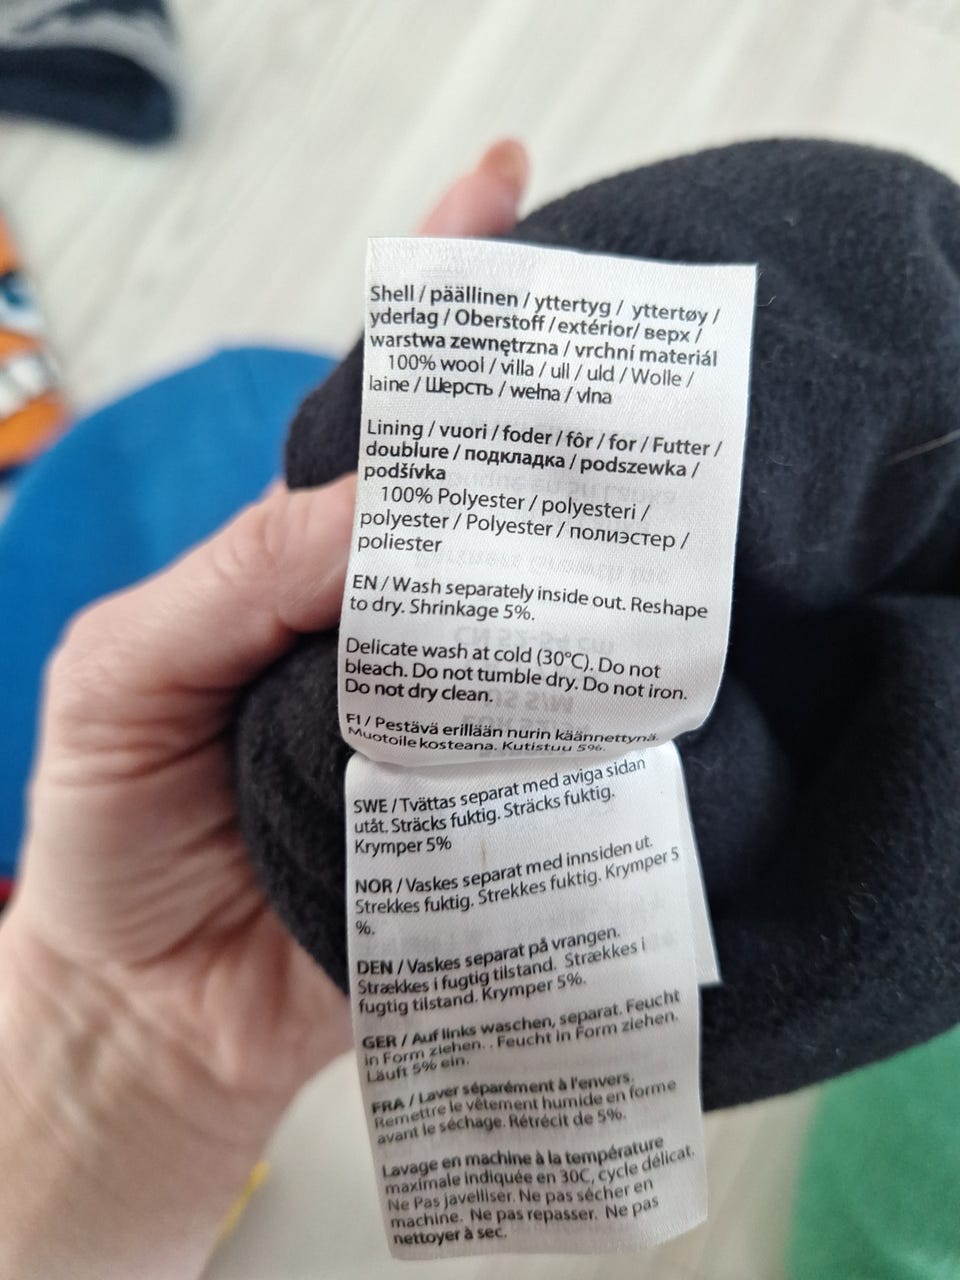 Shell / päällinen / yttertyg / yttertøy /
yderlag / Oberstoff / extérior/ верх /
warstwa zewnętrzna / vrchní materiál
100% wool / villa / ull / uld / Wolle /
laine / Шерсть / wełna / vlna
Lining / vuori / foder / fôr / for / Futter /
doublure / подкладка / podszewka /
podšívka
100% Polyester / polyesteri /
polyester / Polyester / полиэстер /
poliester
EN / Wash separately inside out. Reshape
to dry. Shrinkage 5%.
Delicate wash at cold (30°C). Do not
bleach. Do not tumble dry. Do not iron.
Do not dry clean.
FI / Pestävä erillään nurin käännettynä.
Muotoile kosteana. Kutistuu 5%.
SWE / Tvättas separat med aviga sidan
utåt. Sträcks fuktig. Sträcks fuktig.
Krymper 5%
NOR / Vaskes separat med innsiden ut.
Strekkes fuktig. Strekkes fuktig. Krymper 5
%.
DEN / Vaskes separat på vrangen.
Strækkes i fugtig tilstand. Strækkes i
fugtig tilstand. Krymper 5%.
GER / Auf links waschen, separat. Feucht
in Form ziehen. . Feucht in Form ziehen.
Läuft 5% ein.
FRA / Laver séparément à l'envers.
Remettre le vêtement humide en forme
avant le séchage. Rétrécit de 5%.
Lavage en machine à la température
maximale indiquée en 30C, cycle délicat.
Ne Pas javelliser. Ne pas sécher en
machine. Ne pas repasser. Ne pas
nettoyer à sec.